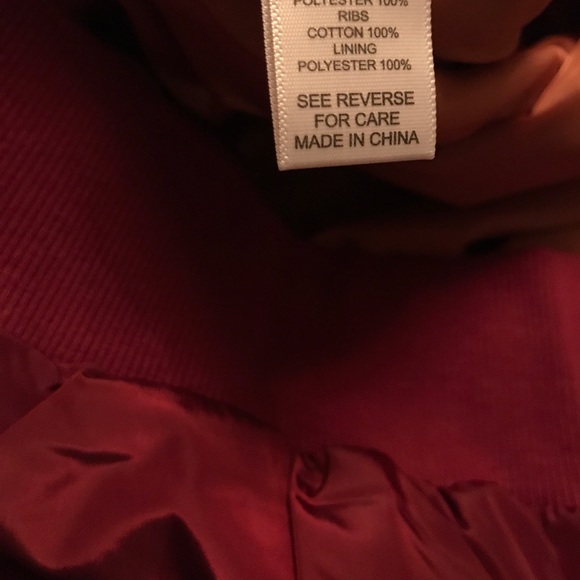 POLYESTER 100%
RIBS
COTTON 100%
LINING
POLYESTER 100%
SEE REVERSE
FOR CARE
MADE IN CHINA